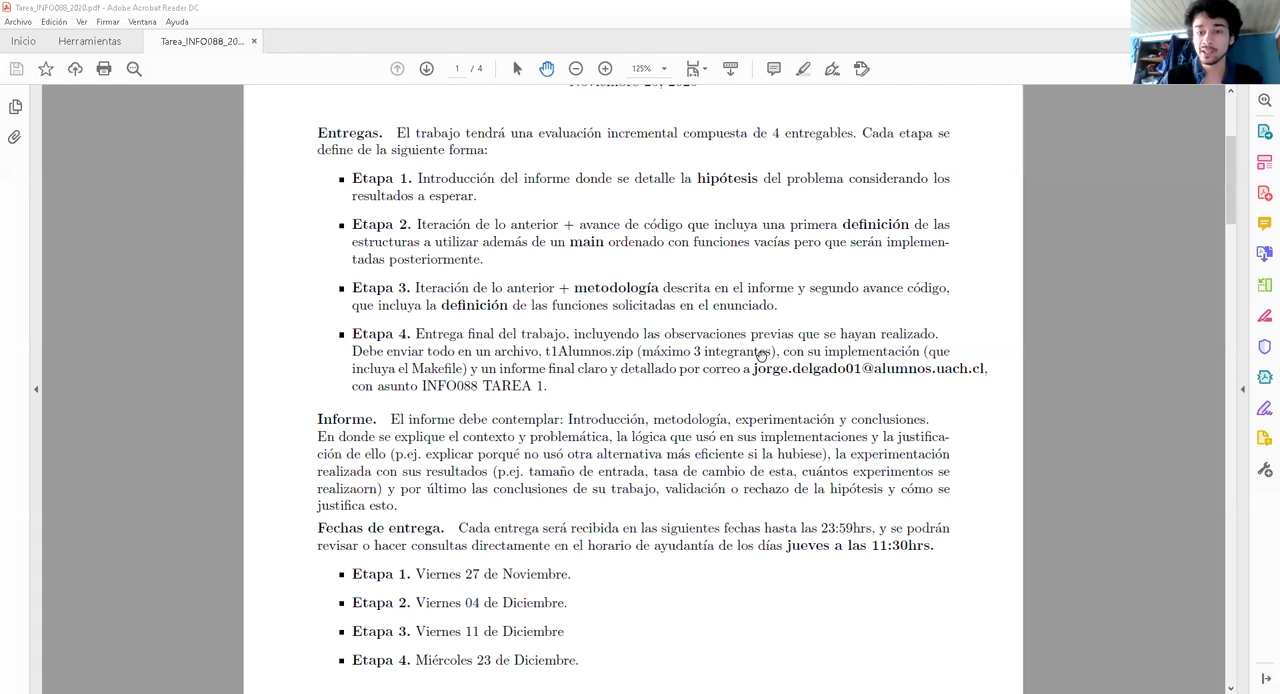 Tarea_INFO088_2020.pdf - Adobe Acrobat Reader DC
Archivo Edición Ver Firmar Ventana Ayuda
Inicio Herramientas Tarea_INFO088_20... ×
1 / 4 125%
Entregas. El trabajo tendrá una evaluación incremental compuesta de 4 entregables. Cada etapa se
define de la siguiente forma:
Etapa 1. Introducción del informe donde se detalle la hipótesis del problema considerando los
resultados a esperar.
Etapa 2. Iteración de lo anterior + avance de código que incluya una primera definición de las
estructuras a utilizar además de un main ordenado con funciones vacías pero que serán implemen-
tadas posteriormente.
Etapa 3. Iteración de lo anterior + metodología descrita en el informe y segundo avance código,
que incluya la definición de las funciones solicitadas en el enunciado.
Etapa 4. Entrega final del trabajo, incluyendo las observaciones previas que se hayan realizado.
Debe enviar todo en un archivo, t1Alumnos.zip (máximo 3 integrantes), con su implementación (que
incluya el Makefile) y un informe final claro y detallado por correo a jorge.delgado01@alumnos.uach.cl,
con asunto INFO088 TAREA 1.
Informe. El informe debe contemplar: Introducción, metodología, experimentación y conclusiones.
En donde se explique el contexto y problemática, la lógica que usó en sus implementaciones y la justifica-
ción de ello (p.ej. explicar porqué no usó otra alternativa más eficiente si la hubiese), la experimentación
realizada con sus resultados (p.ej. tamaño de entrada, tasa de cambio de esta, cuántos experimentos se
realizaorn) y por último las conclusiones de su trabajo, validación o rechazo de la hipótesis y cómo se
justifica esto.
Fechas de entrega. Cada entrega será recibida en las siguientes fechas hasta las 23:59hrs, y se podrán
revisar o hacer consultas directamente en el horario de ayudantía de los días jueves a las 11:30hrs.
Etapa 1. Viernes 27 de Noviembre.
Etapa 2. Viernes 04 de Diciembre.
Etapa 3. Viernes 11 de Diciembre
Etapa 4. Miércoles 23 de Diciembre.